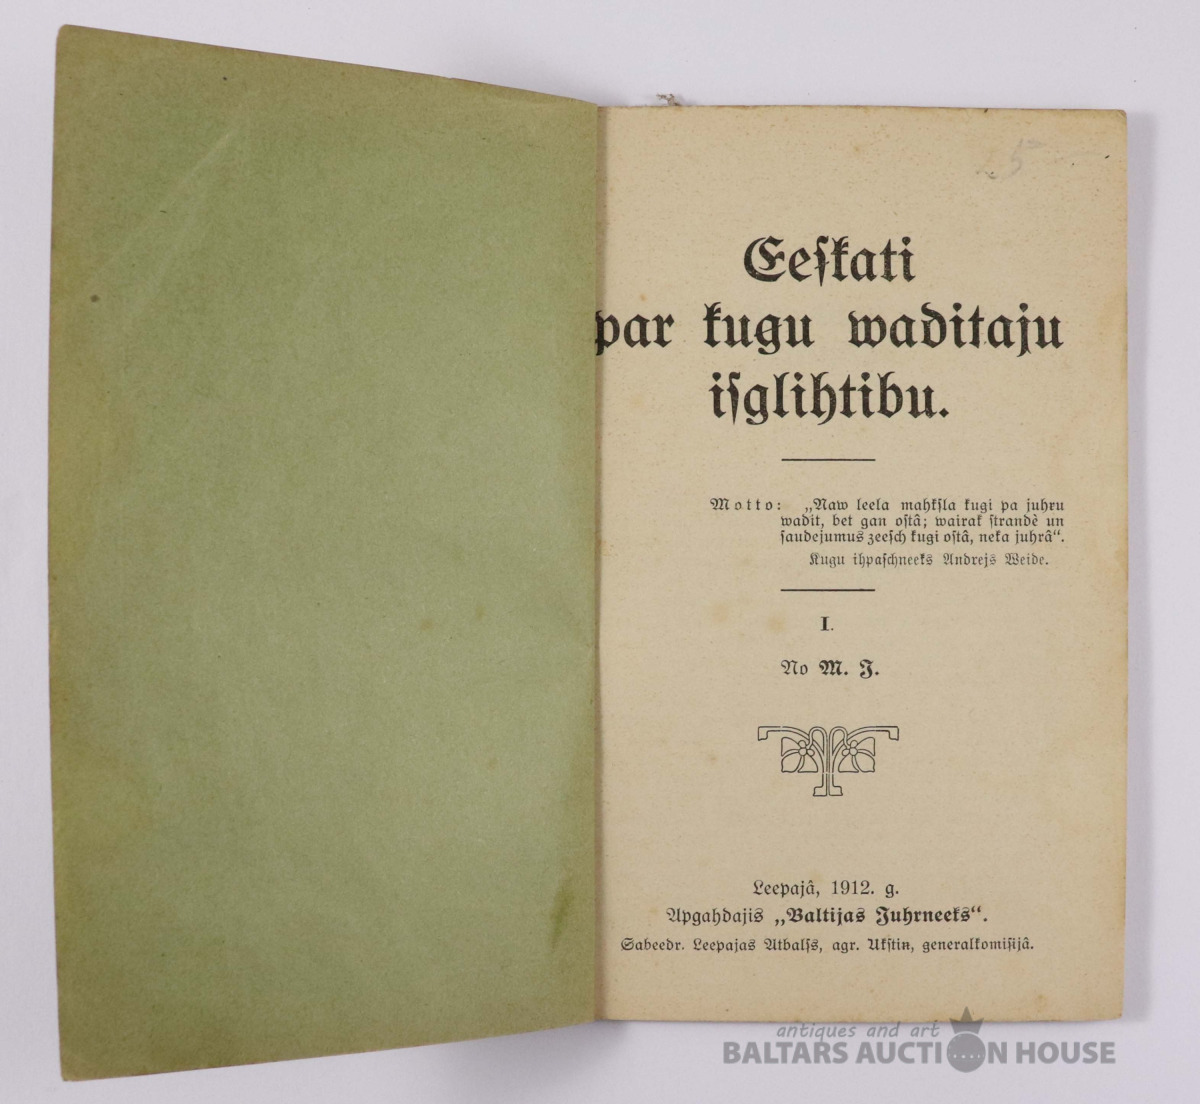 5
Eeſkati
par kugu waditaju
iſglihtibu.
Motto: „Naw leela mahkſla kugi pa juhru
wadit, bet gan oſtâ; wairak ſtrandè un
ſaudejumus zeeſch kugi oſtâ, neka juhrâ“.
Kugu ihpaſchneeks Andrejs Weide.
I.
No M. J.
Leepajâ, 1912. g.
Apgahdajis „Baltijas Juhrneeks“.
Sabeedr. Leepajas Atbalſs, agr. Ukſtiņ, generalkomiſijâ.
antiques and art
BALTARS AUCTION HOUSE